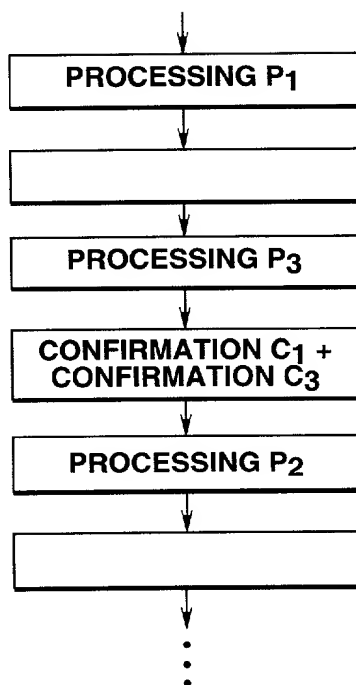 PROCESSING P1
PROCESSING P3
CONFIRMATION C1 +
CONFIRMATION C3
PROCESSING P2